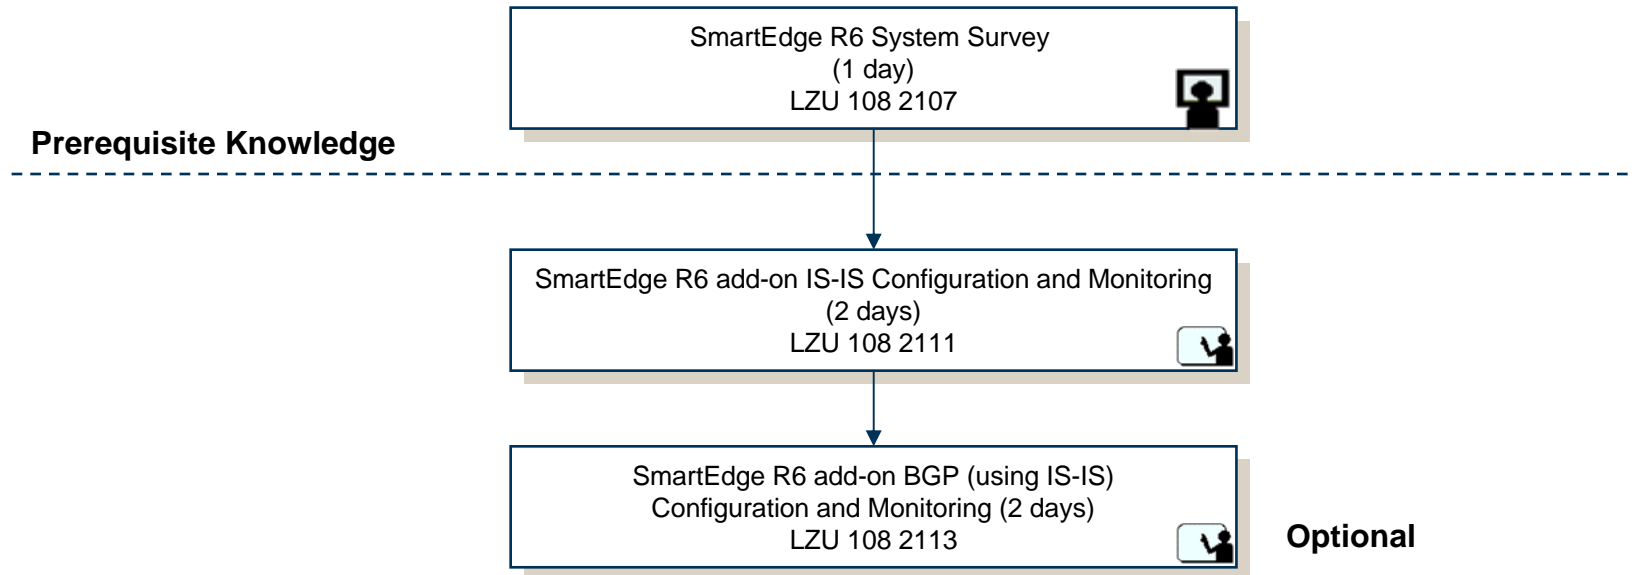 SmartEdge R6 System Survey
(1 day)
LZU 108 2107
Prerequisite Knowledge
SmartEdge R6 add-on IS-IS Configuration and Monitoring
(2 days)
LZU 108 2111
SmartEdge R6 add-on BGP (using IS-IS)
Configuration and Monitoring (2 days)
LZU 108 2113
Optional